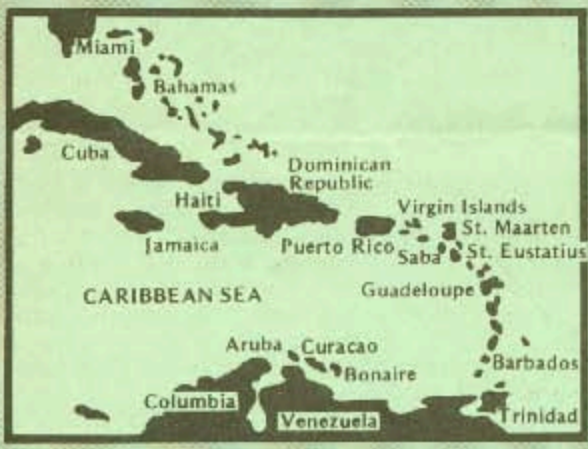 Miami
Bahamas
Cuba
Dominican
Republic
Haiti
Virgin Islands
St. Maarten
Jamaica
Puerto Rico
Saba
St. Eustatius
CARIBBEAN SEA
Guadeloupe
Aruba
Curacao
Barbados
Bonaire
Columbia
Venezuela
Trinidad